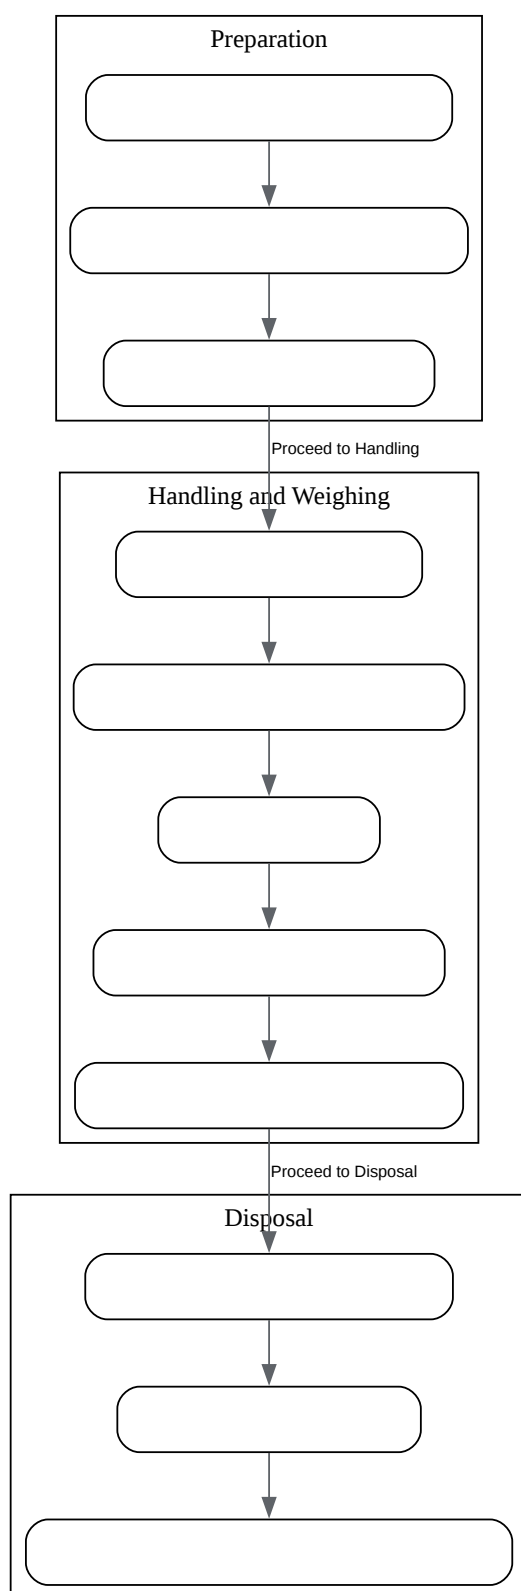 Preparation
Proceed to Handling
Handling and Weighing
Proceed to Disposal
Disposal